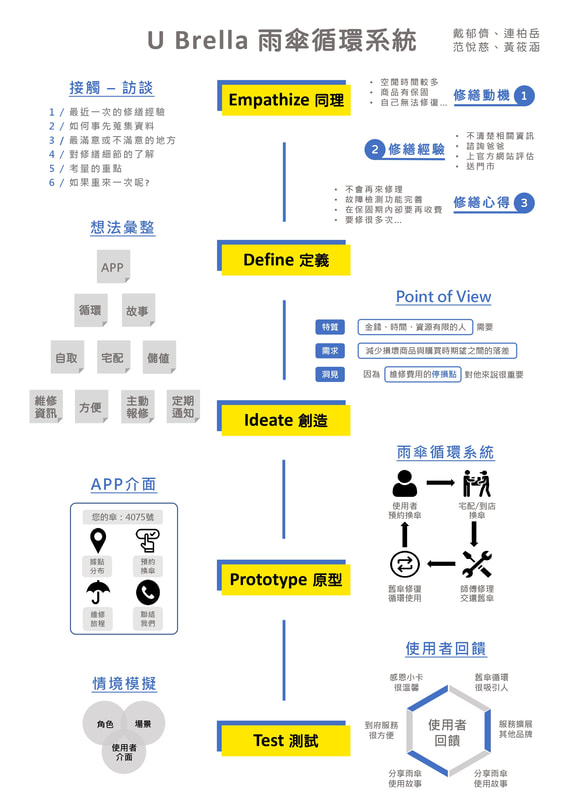 U Brella 雨傘循環系統
戴郁儕、連柏岳
范悅慈、黃筱涵
接觸 – 訪談
1 / 最近一次的修繕經驗
2 / 如何事先蒐集資料
3 / 最滿意或不滿意的地方
4 / 對修繕細節的了解
5 / 考量的重點
6 / 如果重來一次呢?
Empathize 同理
• 空閒時間較多
• 商品有保固
• 自己無法修復...
修繕動機 1
2 修繕經驗
• 不清楚相關資訊
• 諮詢爸爸
• 上官方網站評估
• 送門市
• 不會再來修理
• 故障檢測功能完善
• 在保固期內卻要再收費
• 要修很多次...
修繕心得 3
想法彙整
APP
循環 故事
自取 宅配 儲值
維修
資訊
方便
主動
報修
定期
通知
Define 定義
Point of View
特質 金錢、時間、資源有限的人 需要
需求 減少損壞商品與購買時期望之間的落差
洞見 因為 維修費用的停損點 對他來說很重要
Ideate 創造
APP介面
您的傘：4075號
據點
分布
預約
換傘
維修
旅程
聯絡
我們
雨傘循環系統
使用者
預約換傘
宅配/到店
換傘
舊傘修復
循環使用
師傅修理
交還舊傘
Prototype 原型
情境模擬
角色 場景
使用者
介面
Test 測試
使用者回饋
感恩小卡
很溫馨
舊傘循環
很吸引人
到府服務
很方便
使用者
回饋
服務擴展
其他品牌
分享雨傘
使用故事
分享雨傘
使用故事